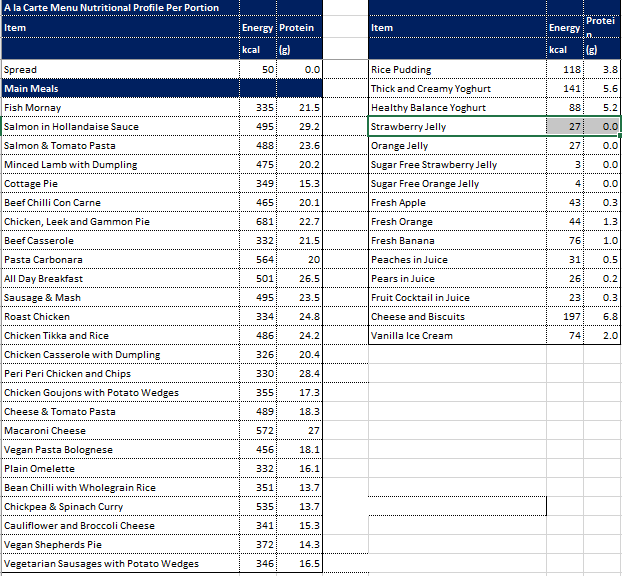 A la Carte Menu Nutritional Profile Per Portion
Item Energy Protein
kcal (g)
Spread 50 0.0
Main Meals
Fish Mornay 335 21.5
Salmon in Hollandaise Sauce 495 29.2
Salmon & Tomato Pasta 488 23.6
Minced Lamb with Dumpling 475 20.2
Cottage Pie 349 15.3
Beef Chilli Con Carne 465 20.1
Chicken, Leek and Gammon Pie 681 22.7
Beef Casserole 332 21.5
Pasta Carbonara 564 20
All Day Breakfast 501 26.5
Sausage & Mash 495 23.5
Roast Chicken 334 24.8
Chicken Tikka and Rice 486 24.2
Chicken Casserole with Dumpling 326 20.4
Peri Peri Chicken and Chips 330 28.4
Chicken Goujons with Potato Wedges 355 17.3
Cheese & Tomato Pasta 489 18.3
Macaroni Cheese 572 27
Vegan Pasta Bolognese 456 18.1
Plain Omelette 332 16.1
Bean Chilli with Wholegrain Rice 351 13.7
Chickpea & Spinach Curry 535 13.7
Cauliflower and Broccoli Cheese 341 15.3
Vegan Shepherds Pie 372 14.3
Vegetarian Sausages with Potato Wedges 346 16.5
Item Energy Protei
n
kcal (g)
Rice Pudding 118 3.8
Thick and Creamy Yoghurt 141 5.6
Healthy Balance Yoghurt 88 5.2
Strawberry Jelly 27 0.0
Orange Jelly 27 0.0
Sugar Free Strawberry Jelly 3 0.0
Sugar Free Orange Jelly 4 0.0
Fresh Apple 43 0.3
Fresh Orange 44 1.3
Fresh Banana 76 1.0
Peaches in Juice 31 0.5
Pears in Juice 26 0.2
Fruit Cocktail in Juice 23 0.3
Cheese and Biscuits 197 6.8
Vanilla Ice Cream 74 2.0